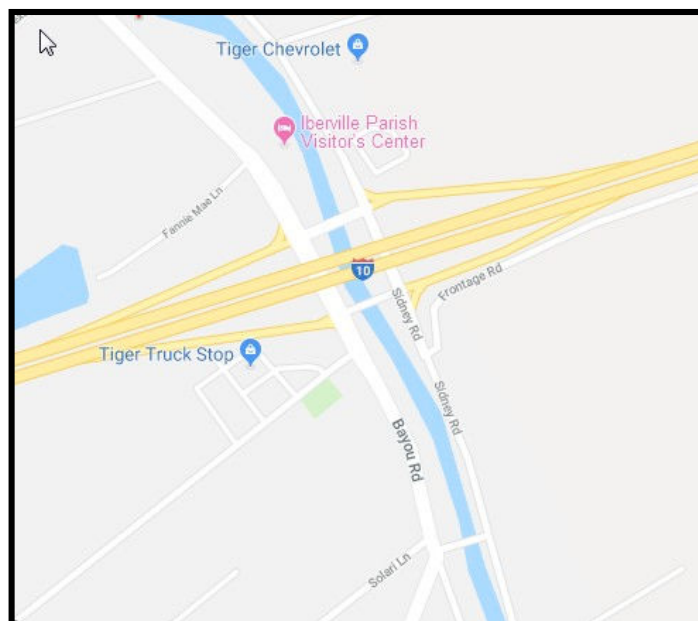 Tiger Chevrolet
Iberville Parish
Visitor's Center
Fannie Mae Ln
10
Frontage Rd
Sidney Rd
Tiger Truck Stop
Sidney Rd
Bayou Rd
Solari Ln